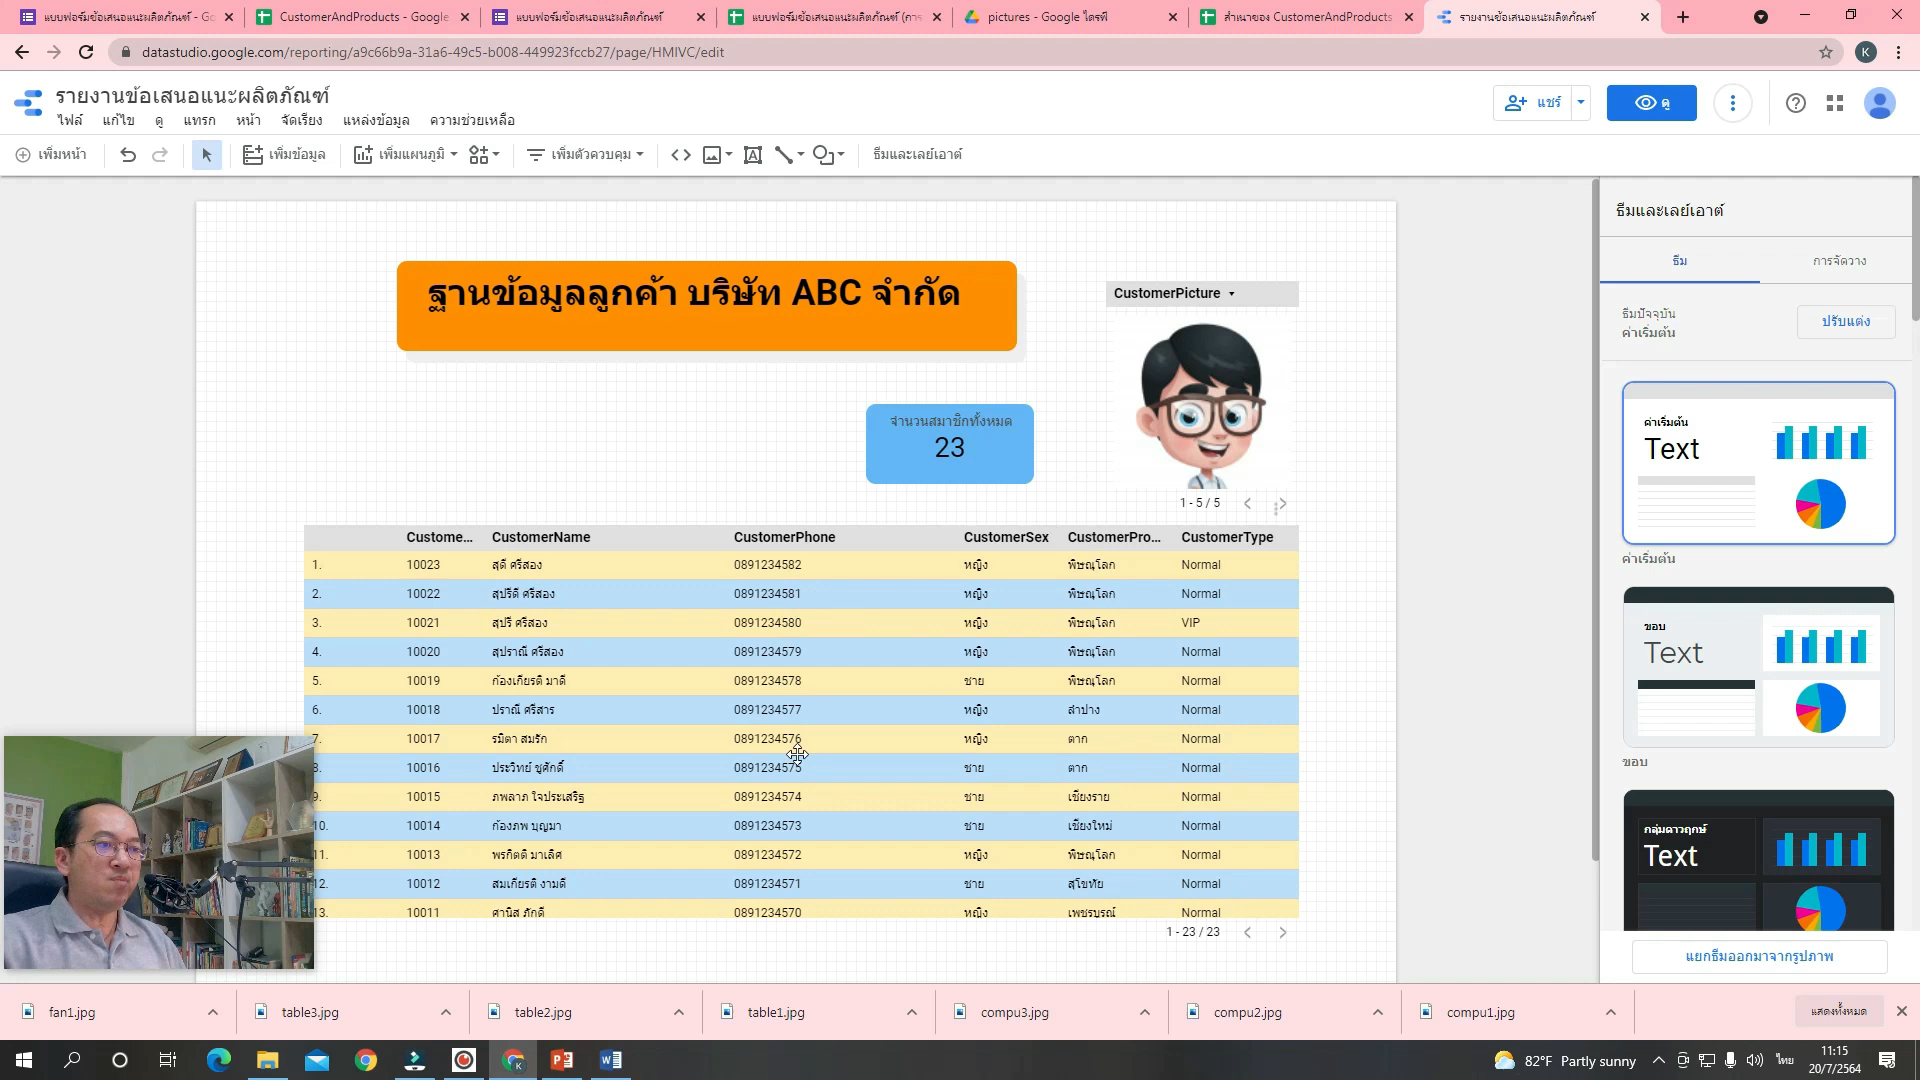 แบบฟอร์มข้อเสนอแนะผลิตภัณฑ์ - Go
CustomerAndProducts - Google
แบบฟอร์มข้อเสนอแนะผลิตภัณฑ์
แบบฟอร์มข้อเสนอแนะผลิตภัณฑ์ (การ
pictures - Google ไดรฟ์
สำเนาของ CustomerAndProducts
รายงานข้อเสนอแนะผลิตภัณฑ์
datastudio.google.com/reporting/a9c66b9a-31a6-49c5-b008-449923fccb27/page/HMIVC/edit
K
รายงานข้อเสนอแนะผลิตภัณฑ์
ไฟล์ แก้ไข ดู แทรก หน้า จัดเรียง แหล่งข้อมูล ความช่วยเหลือ
แชร์
ดู
เพิ่มหน้า
เพิ่มข้อมูล
เพิ่มแผนภูมิ
เพิ่มตัวควบคุม
ธีมและเลย์เอาต์
ฐานข้อมูลลูกค้า บริษัท ABC จำกัด
CustomerPicture
จำนวนสมาชิกทั้งหมด
23
1 - 5 / 5
Custome... CustomerName CustomerPhone CustomerSex CustomerPro... CustomerType
1. 10023 สุดี ศรีสอง 0891234582 หญิง พิษณุโลก Normal
2. 10022 สุปรีดี ศรีสอง 0891234581 หญิง พิษณุโลก Normal
3. 10021 สุปรี ศรีสอง 0891234580 หญิง พิษณุโลก VIP
4. 10020 สุปราณี ศรีสอง 0891234579 หญิง พิษณุโลก Normal
5. 10019 ก้องเกียรติ มาดี 0891234578 ชาย พิษณุโลก Normal
6. 10018 ปราณี ศรีสาร 0891234577 หญิง ลำปาง Normal
7. 10017 รมิตา สมรัก 0891234576 หญิง ตาก Normal
8. 10016 ประวิทย์ ชูศักดิ์ 0891234575 ชาย ตาก Normal
9. 10015 ภพลาภ ใจประเสริฐ 0891234574 ชาย เชียงราย Normal
10. 10014 ก้องภพ บุญมา 0891234573 ชาย เชียงใหม่ Normal
11. 10013 พรกิตติ มาเลิศ 0891234572 หญิง พิษณุโลก Normal
12. 10012 สมเกียรติ งามดี 0891234571 ชาย สุโขทัย Normal
13. 10011 ศานิส ภักดี 0891234570 หญิง เพชรบูรณ์ Normal
1 - 23 / 23
ธีมและเลย์เอาต์
ธีม
การจัดวาง
ธีมปัจจุบัน
ค่าเริ่มต้น
ปรับแต่ง
ค่าเริ่มต้น
Text
ค่าเริ่มต้น
ขอบ
Text
ขอบ
กลุ่มดาวฤกษ์
Text
แยกธีมออกมาจากรูปภาพ
fan1.jpg
table3.jpg
table2.jpg
table1.jpg
compu3.jpg
compu2.jpg
compu1.jpg
แสดงทั้งหมด
82°F Partly sunny
ไทย
11:15
20/7/2564